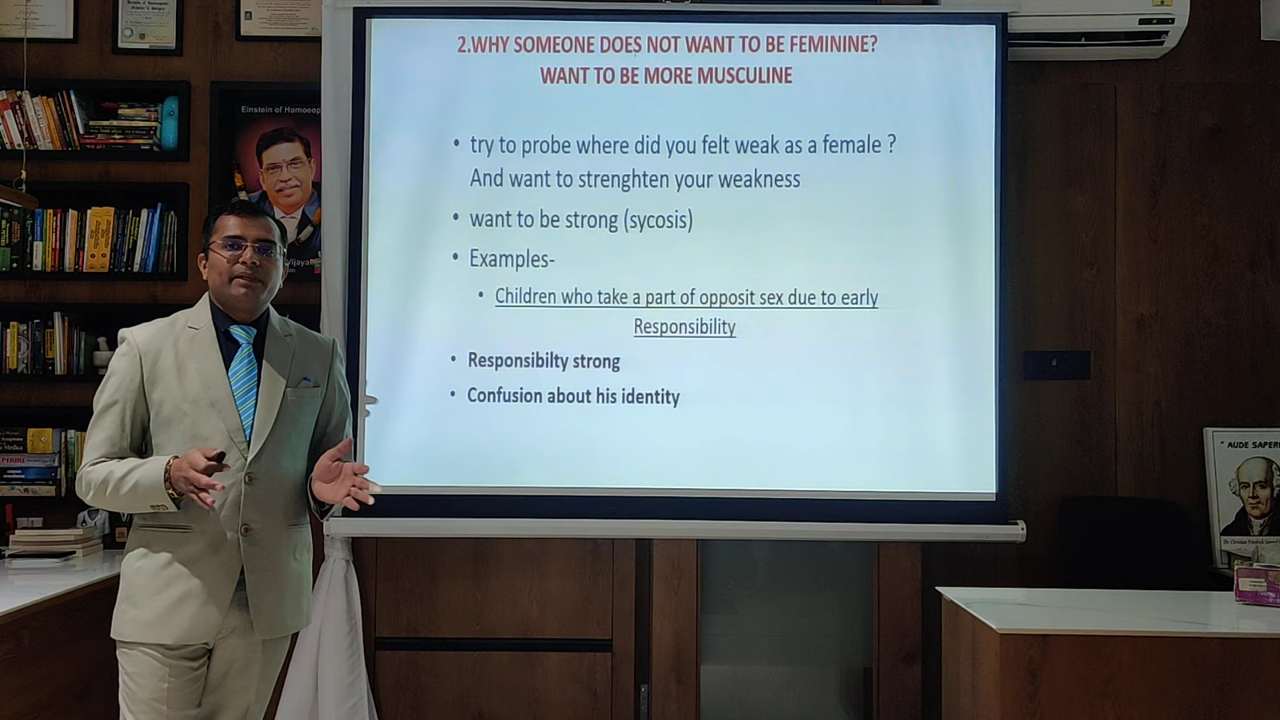 2.WHY SOMEONE DOES NOT WANT TO BE FEMININE?
WANT TO BE MORE MUSCULINE
• try to probe where did you felt weak as a female ?
And want to strenghten your weakness
• want to be strong (sycosis)
• Examples-
• Children who take a part of opposit sex due to early
Responsibility
• Responsibilty strong
• Confusion about his identity
Einstein of Homoeop
Vijaya
" AUDE SAPERE